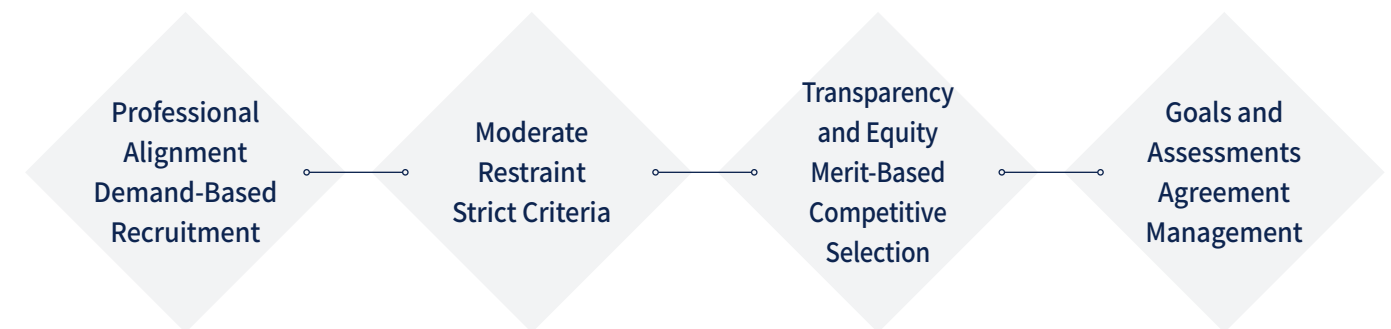 Professional
Alignment
Demand-Based
Recruitment
Moderate
Restraint
Strict Criteria
Transparency
and Equity
Merit-Based
Competitive
Selection
Goals and
Assessments
Agreement
Management